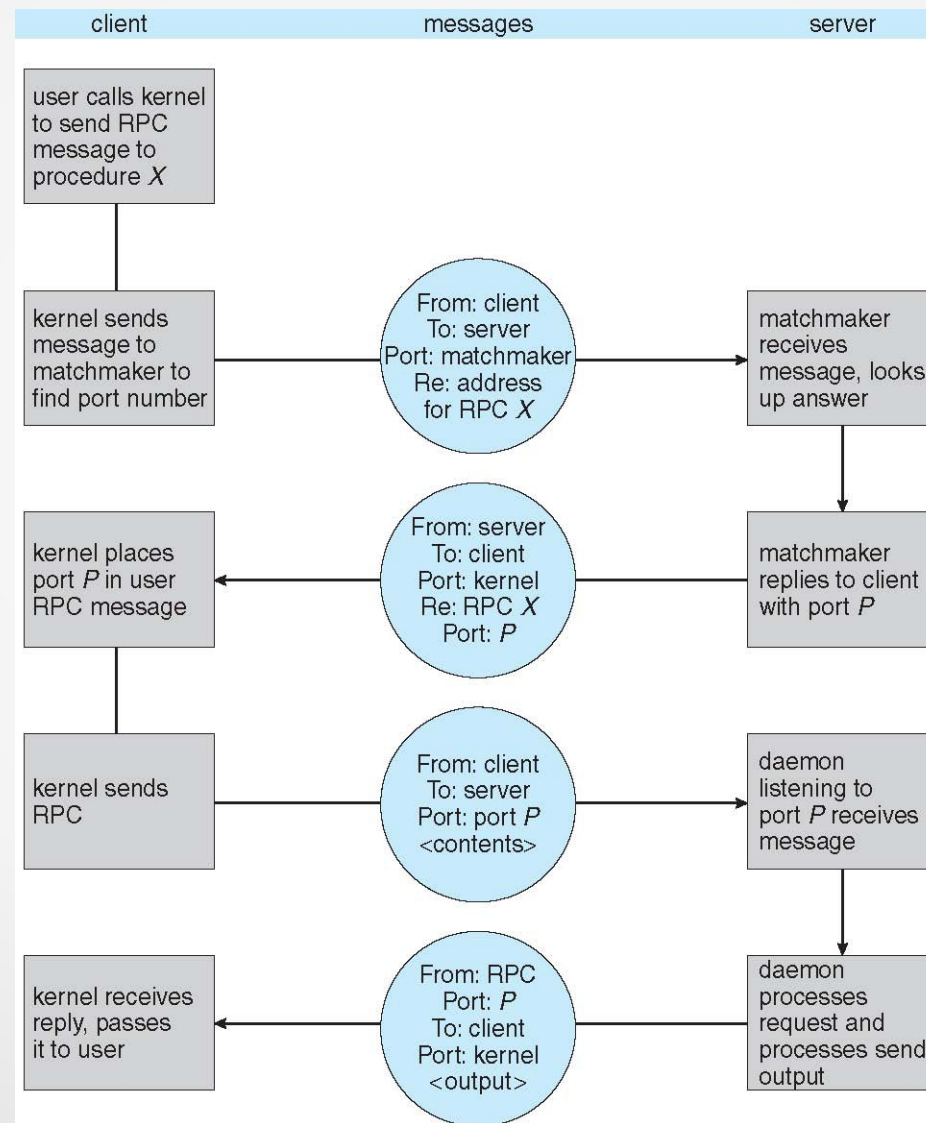 client
messages
server
user calls kernel
to send RPC
message to
procedure X
kernel sends
message to
matchmaker to
find port number
From: client
To: server
Port: matchmaker
Re: address
for RPC X
matchmaker
receives
message, looks
up answer
kernel places
port P in user
RPC message
From: server
To: client
Port: kernel
Re: RPC X
Port: P
matchmaker
replies to client
with port P
kernel sends
RPC
From: client
To: server
Port: port P
<contents>
daemon
listening to
port P receives
message
kernel receives
reply, passes
it to user
From: RPC
Port: P
To: client
Port: kernel
<output>
daemon
processes
request and
processes send
output